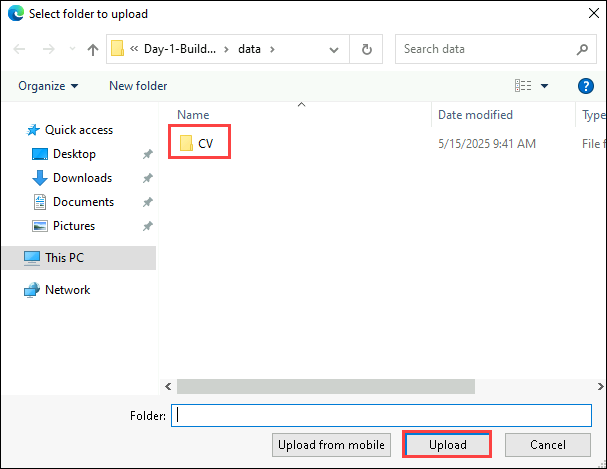 Select folder to upload
« Day-1-Build... > data >
Search data
Organize
New folder
?
Name
Date modified
Type
Quick access
CV
5/15/2025 9:41 AM
File f
Desktop
Downloads
Documents
Pictures
This PC
Network
Folder:
Upload from mobile
Upload
Cancel